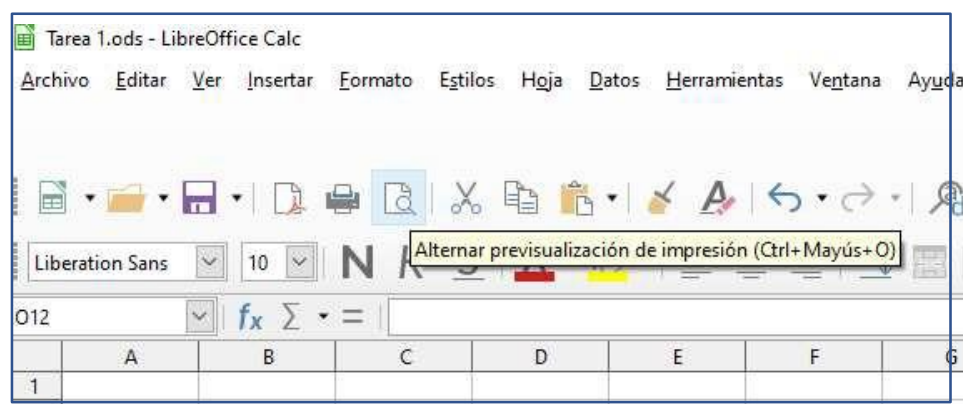 Tarea 1.ods - LibreOffice Calc
Archivo Editar Ver Insertar Formato Estilos Hoja Datos Herramientas Ventana Ayuda
Alternar previsualización de impresión (Ctrl+Mayús+O)
Liberation Sans 10 N K S
O12 fx Σ =
A B C D E F G
1